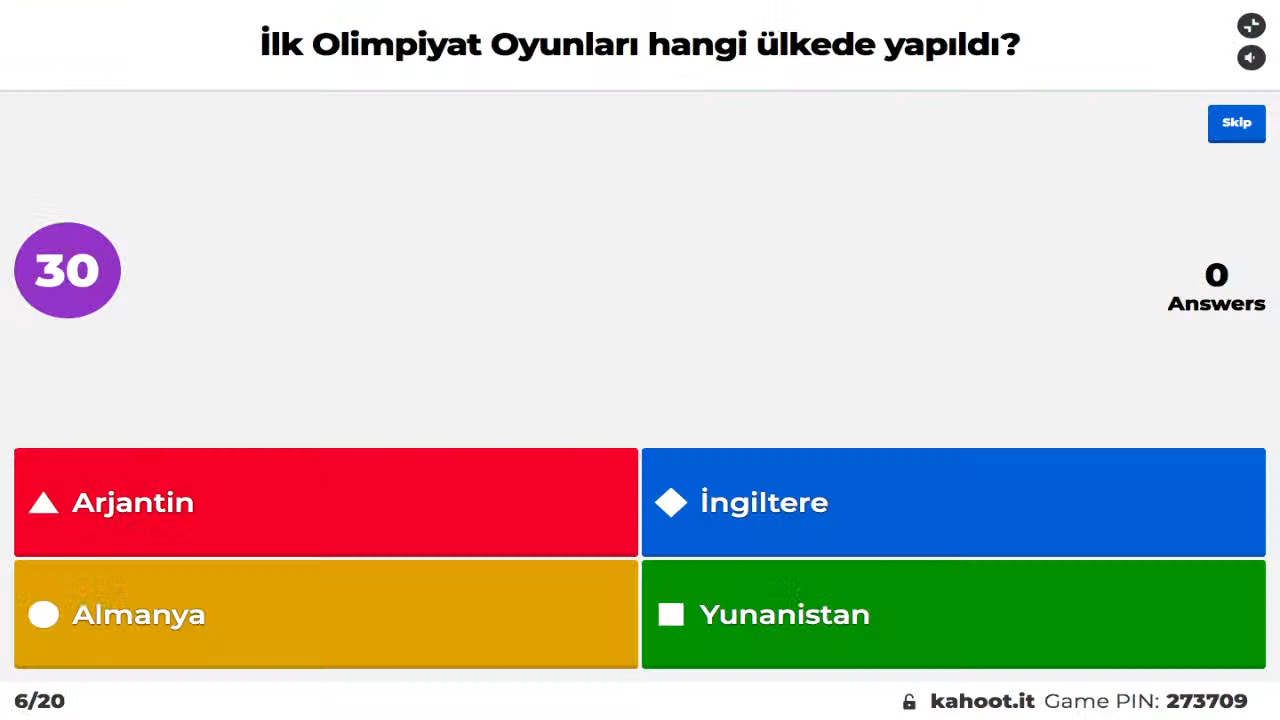 İlk Olimpiyat Oyunları hangi ülkede yapıldı?
Skip
30
0
Answers
Arjantin
İngiltere
Almanya
Yunanistan
6/20
kahoot.it Game PIN: 273709